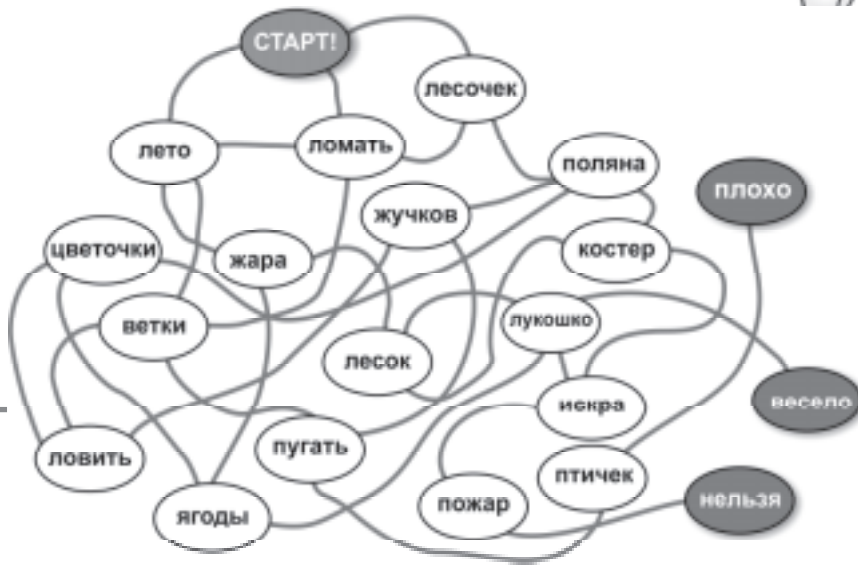 СТАРТ!
лесочек
лето
ломать
поляна
плохо
жучков
цветочки
жара
костер
ветки
лукошко
лесок
весело
искра
ловить
пугать
птичек
пожар
нельзя
ягоды